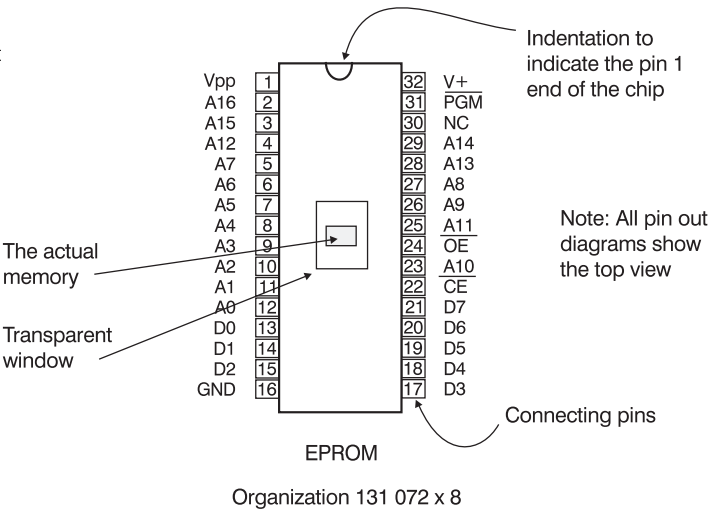 Indentation to
indicate the pin 1
end of the chip
Vpp 1 32 V+
A16 2 31 PGM
A15 3 30 NC
A12 4 29 A14
A7 5 28 A13
A6 6 27 A8
A5 7 26 A9
A4 8 25 A11
A3 9 24 OE
A2 10 23 A10
A1 11 22 CE
A0 12 21 D7
D0 13 20 D6
D1 14 19 D5
D2 15 18 D4
GND 16 17 D3
The actual
memory
Transparent
window
Note: All pin out
diagrams show
the top view
Connecting pins
EPROM
Organization 131 072 x 8